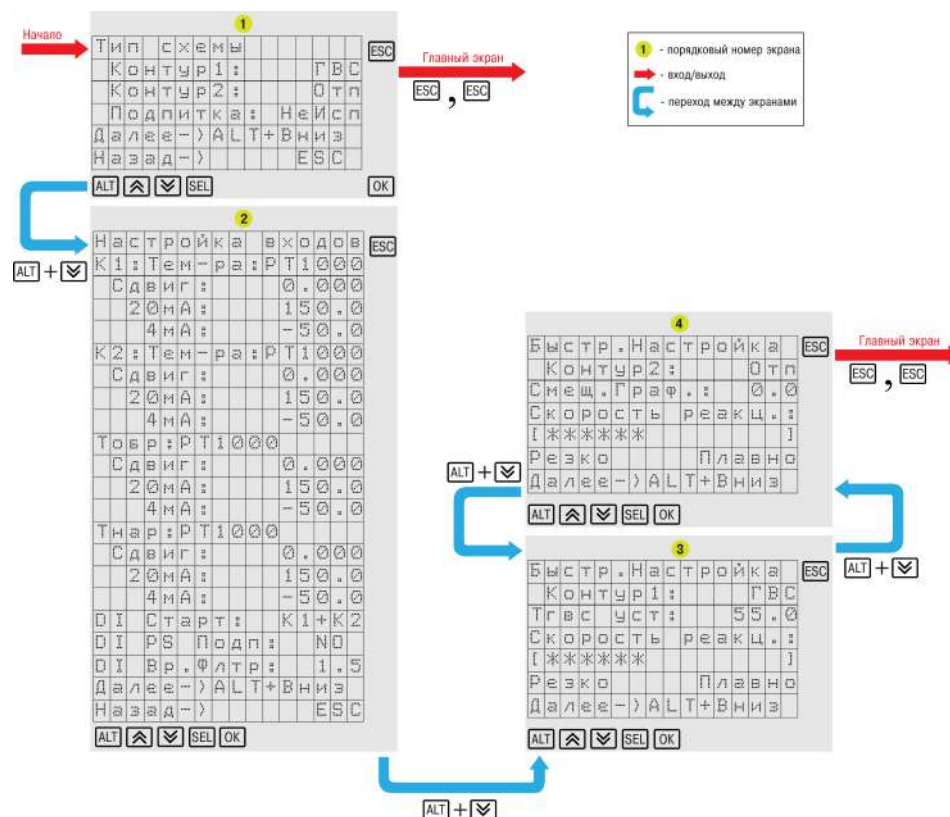 Начало
1
Тип схемы
Контур1: ГВС
Контур2: Отп
Подпитка: НеИсп
Далее->ALT+Вниз
Назад-> ESC
ESC
ALT SEL OK
Главный экран
ESC , ESC
1 - порядковый номер экрана
- вход/выход
- переход между экранами
ALT +
2
Настройка входов
К1:Тем-ра:PT1000
Сдвиг: 0.000
20мА: 150.0
4мА: -50.0
К2:Тем-ра:PT1000
Сдвиг: 0.000
20мА: 150.0
4мА: -50.0
Тобр:PT1000
Сдвиг: 0.000
20мА: 150.0
4мА: -50.0
Тнар:PT1000
Сдвиг: 0.000
20мА: 150.0
4мА: -50.0
DI Старт: К1+К2
DI PS Подп: NO
DI Вр.Флтр: 1.5
Далее->ALT+Вниз
Назад-> ESC
ESC
ALT SEL OK
ALT +
4
Быстр.Настройка
Контур2: Отп
Смещ.Граф.: 0.0
Скорость реакц.:
[****** ]
Резко Плавно
Далее->ALT+Вниз
ESC
ALT SEL OK
Главный экран
ESC , ESC
ALT +
3
Быстр.Настройка
Контур1: ГВС
Тгвс уст: 55.0
Скорость реакц.:
[****** ]
Резко Плавно
Далее->ALT+Вниз
ESC
ALT SEL OK
ALT +